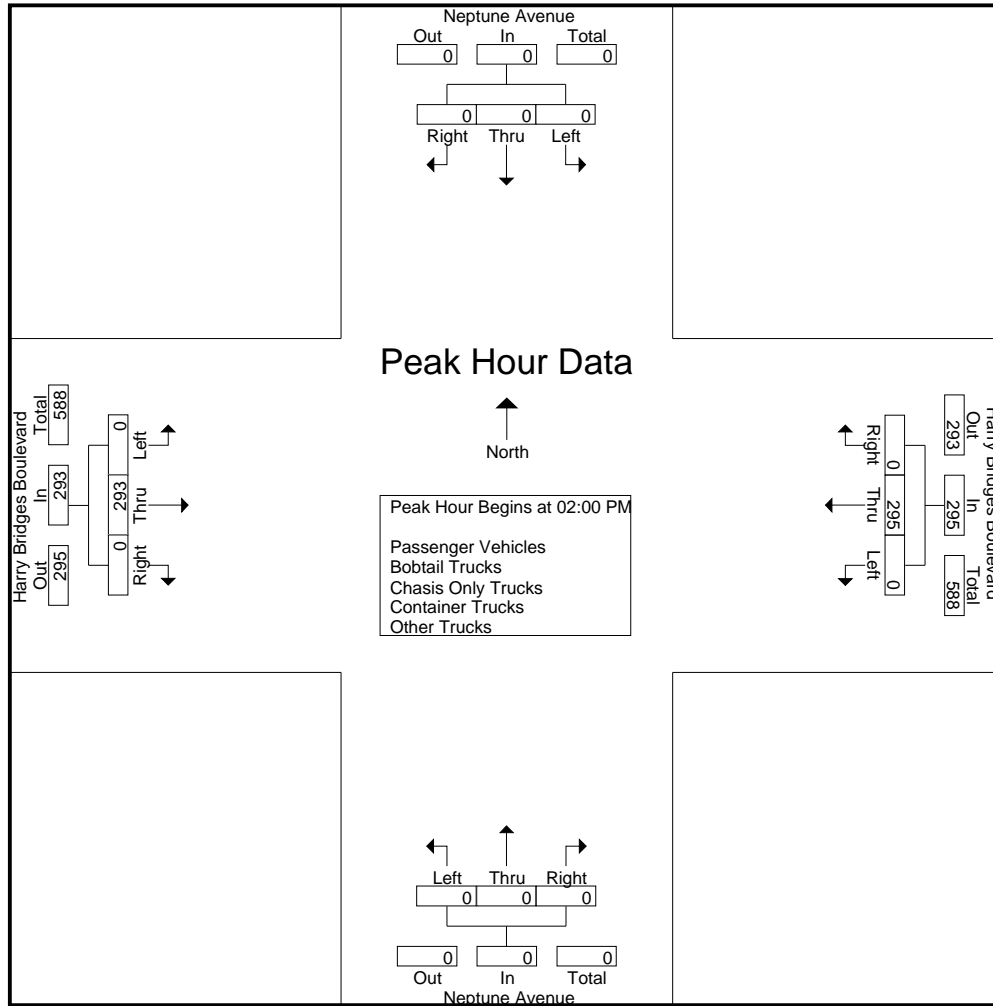 Neptune Avenue
Out In Total
0 0 0
0 0 0
Right Thru Left
Peak Hour Data
North
Peak Hour Begins at 02:00 PM
Passenger Vehicles
Bobtail Trucks
Chasis Only Trucks
Container Trucks
Other Trucks
Harry Bridges Boulevard
Out In Total
295 293 588
Right Thru Left
0 293 0
Harry Bridges Boulevard
Out In Total
293 295 588
Right Thru Left
0 295 0
Left Thru Right
0 0 0
0 0 0
Out In Total
Neptune Avenue